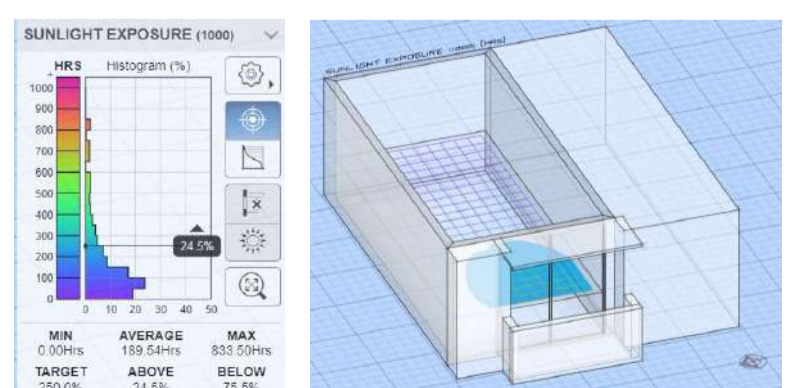 SUNLIGHT EXPOSURE (1000)
HRS Histogram (%)
+
1000
900
800
700
600
500
400
300
200
100
0
24.5%
0 10 20 30 40 50
MIN AVERAGE MAX
0.00Hrs 189.54Hrs 833.50Hrs
TARGET ABOVE BELOW
250.0% 24.5% 75.5%
SUNLIGHT EXPOSURE [HRS]